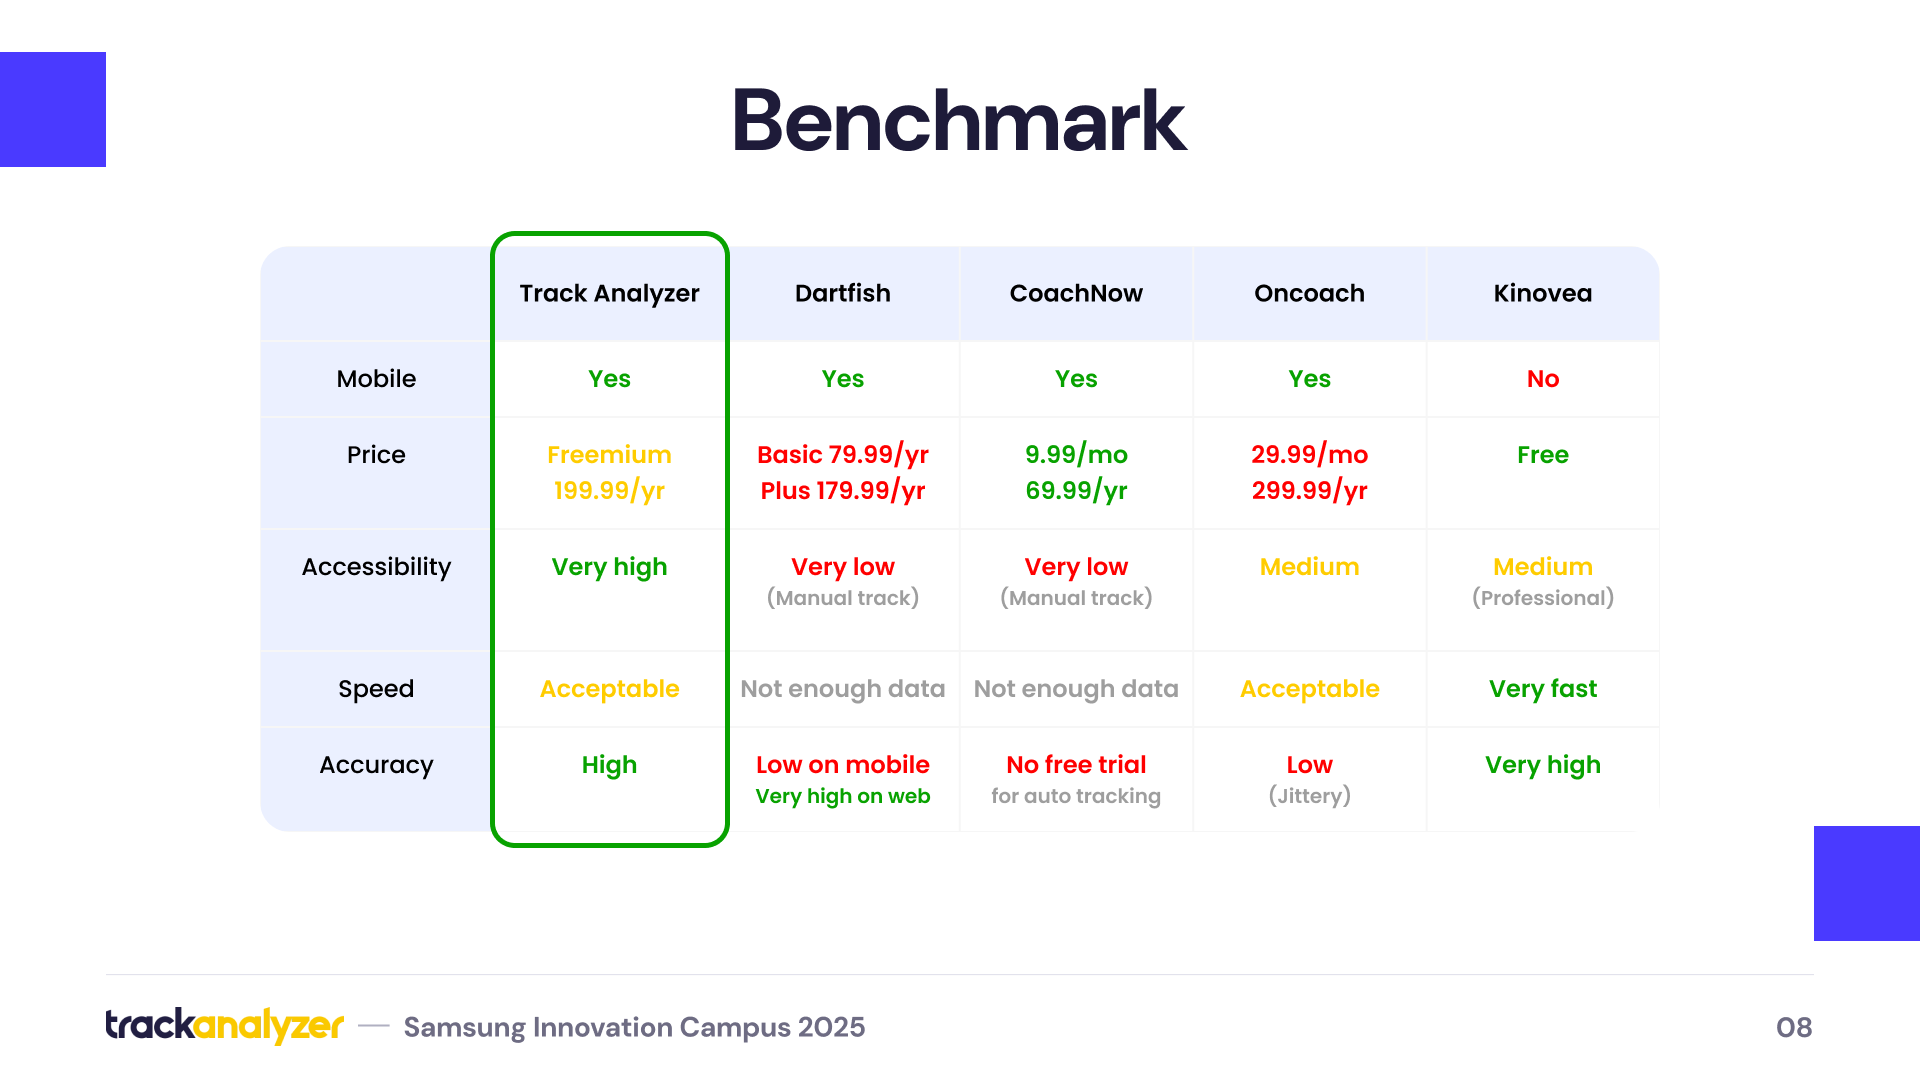 Benchmark
Track Analyzer Dartfish CoachNow Oncoach Kinovea
Mobile Yes Yes Yes Yes No
Price Freemium Basic 79.99/yr 9.99/mo 29.99/mo Free
199.99/yr Plus 179.99/yr 69.99/yr 299.99/yr
Accessibility Very high Very low Very low Medium Medium
(Manual track) (Manual track) (Professional)
Speed Acceptable Not enough data Not enough data Acceptable Very fast
Accuracy High Low on mobile No free trial Low Very high
Very high on web for auto tracking (Jittery)
trackanalyzer — Samsung Innovation Campus 2025 08